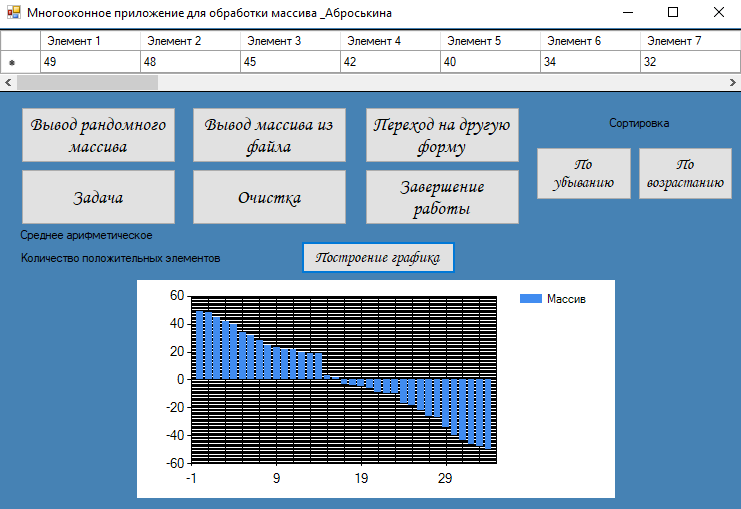 Многооконное приложение для обработки массива _Аброськина
Элемент 1 Элемент 2 Элемент 3 Элемент 4 Элемент 5 Элемент 6 Элемент 7
49 48 45 42 40 34 32
Вывод рандомного
массива
Вывод массива из
файла
Переход на другую
форму
Сортировка
По
убыванию
По
возрастанию
Задача
Очистка
Завершение
работы
Среднее арифметическое
Количество положительных элементов
Построение графика
60
40
20
0
-20
-40
-60
-1 9 19 29
Массив